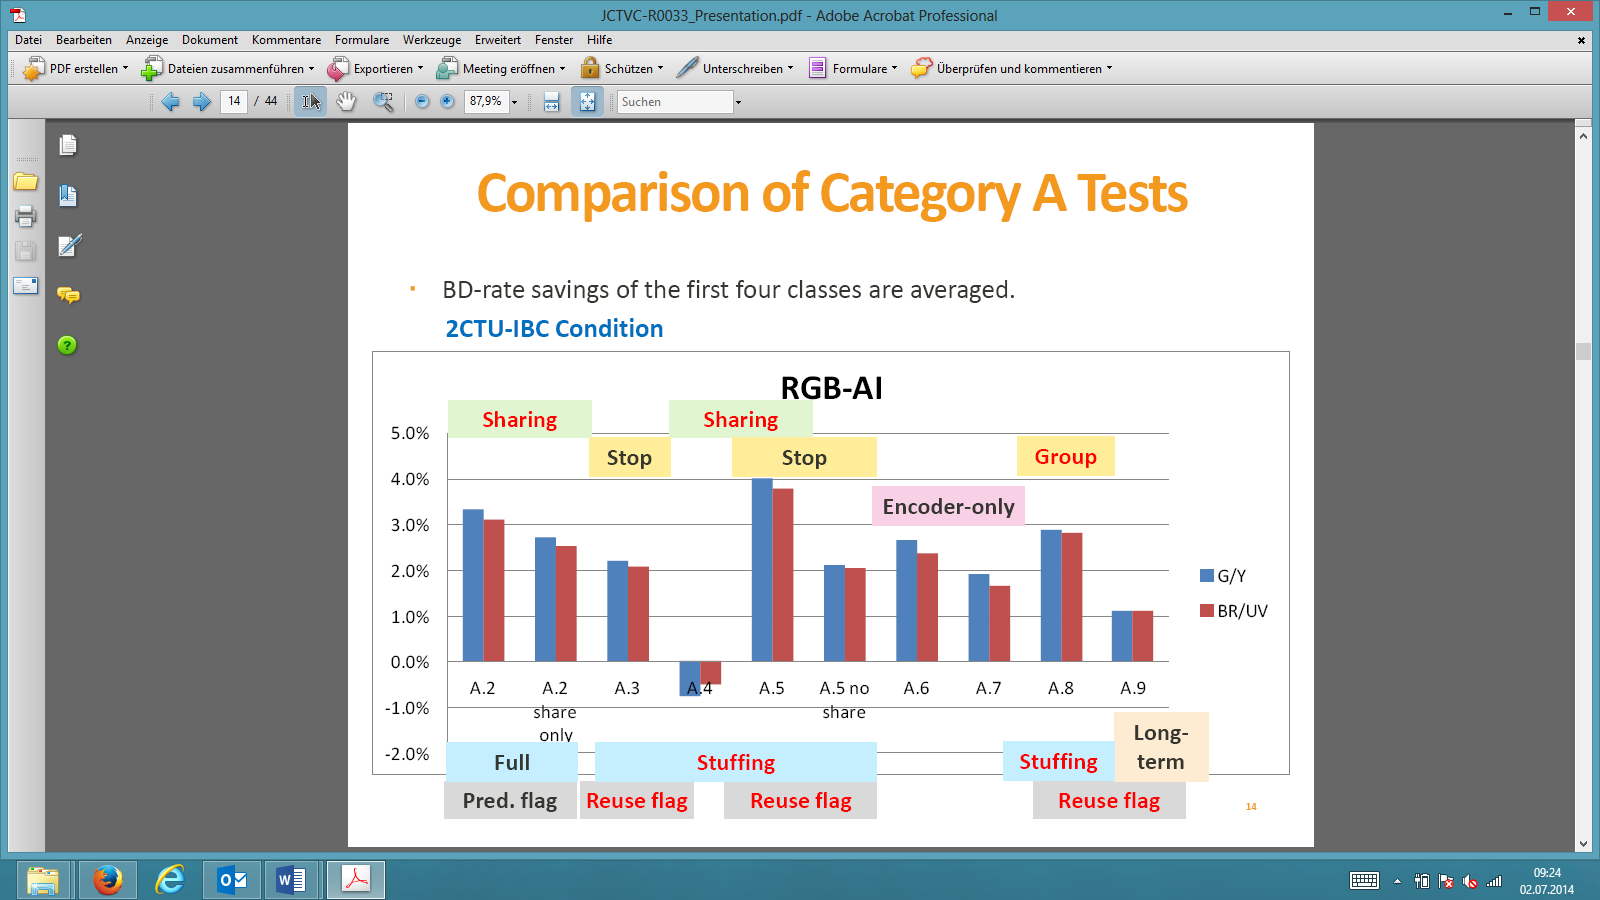 JCTVC-R0033_Presentation.pdf - Adobe Acrobat Professional
Datei Bearbeiten Anzeige Dokument Kommentare Formulare Werkzeuge Erweitert Fenster Hilfe
PDF erstellen Dateien zusammenführen Exportieren Meeting eröffnen Schützen Unterschreiben Formulare Überprüfen und kommentieren
14 / 44 87,9% Suchen
Comparison of Category A Tests
BD-rate savings of the first four classes are averaged.
2CTU-IBC Condition
RGB-AI
Sharing Sharing
5.0%
Stop Stop Group
4.0%
Encoder-only
3.0%
2.0%
G/Y
BR/UV
1.0%
0.0%
A.2 A.2 A.3 A.4 A.5 A.5 no A.6 A.7 A.8 A.9
share share
only
-1.0%
-2.0%
Long-
term
Full Stuffing Stuffing
Pred. flag Reuse flag Reuse flag Reuse flag
14
09:24
02.07.2014